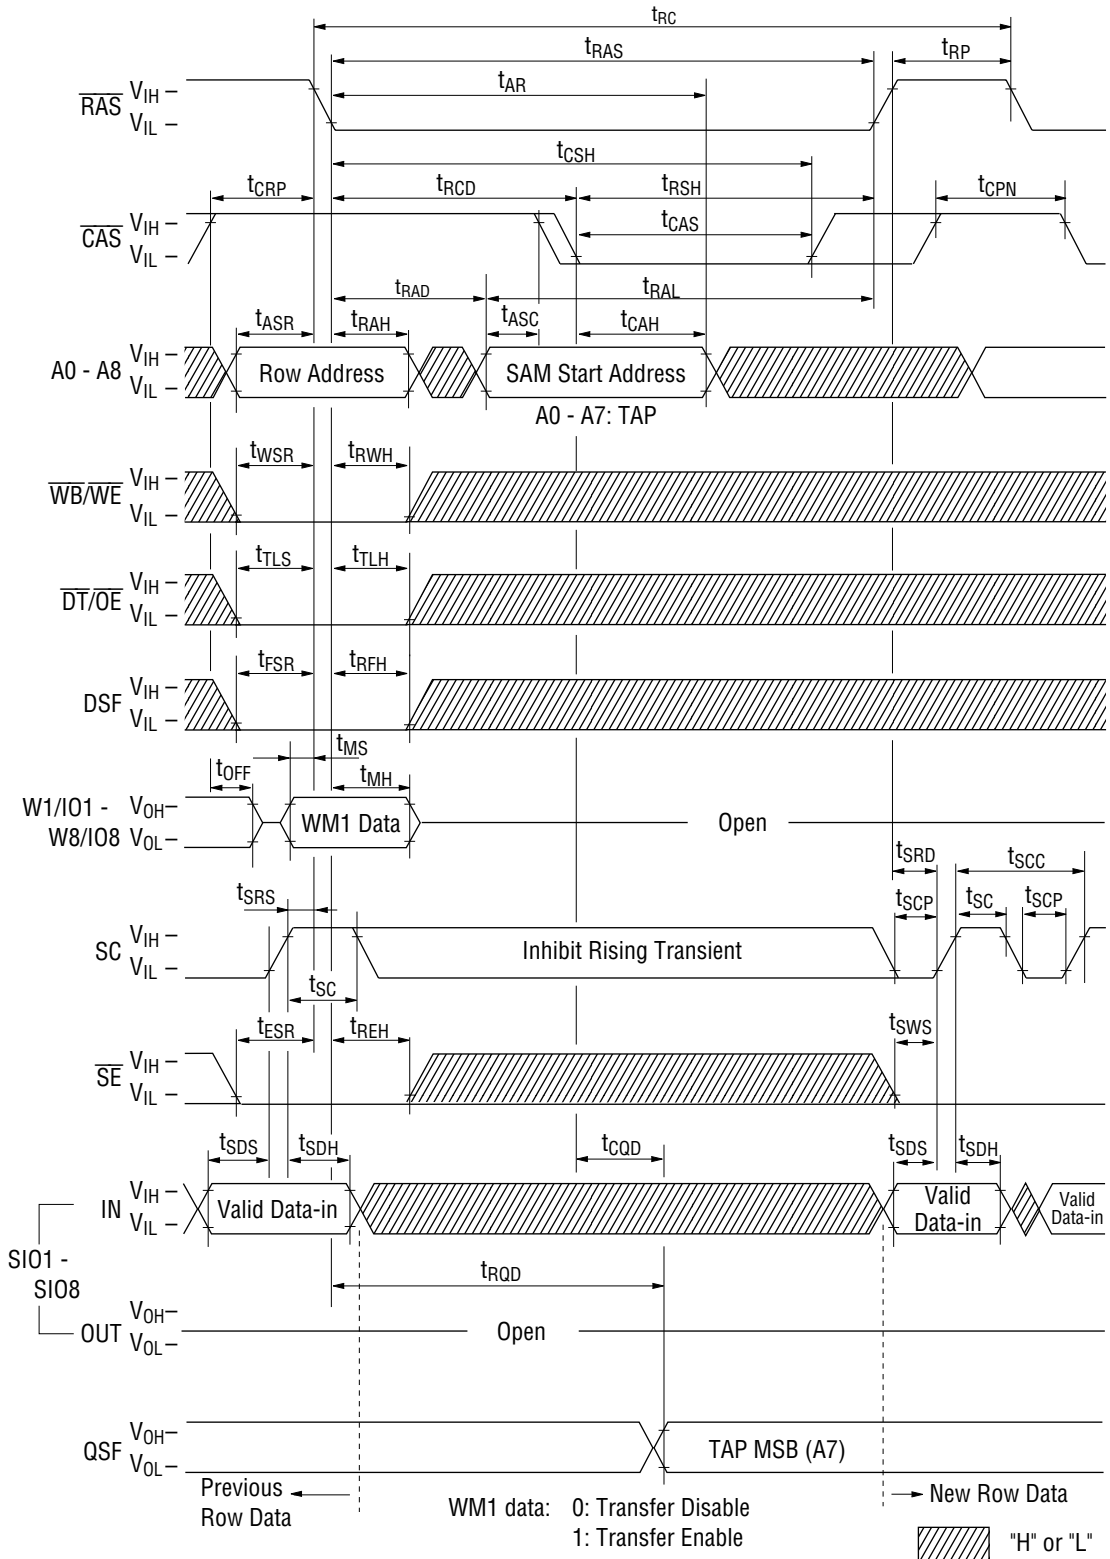 tRC
tRAS
tRP
tAR
RAS VIH
VIL
tCSH
tCRP
tRCD
tRSH
tCPN
tCAS
CAS VIH
VIL
tRAD
tRAL
tASR
tRAH
tASC
tCAH
A0 - A8 VIH
VIL
Row Address
SAM Start Address
A0 - A7: TAP
tWSR
tRWH
WB/WE VIH
VIL
tTLS
tTLH
DT/OE VIH
VIL
tFSR
tRFH
DSF VIH
VIL
tMS
tOFF
tMH
W1/IO1 - VOH
W8/IO8 VOL
WM1 Data
Open
tSRD
tSCC
tSRS
tSCP
tSC
tSCP
SC VIH
VIL
Inhibit Rising Transient
tSC
tESR
tREH
tSWS
SE VIH
VIL
tSDS
tSDH
tCQD
tSDS
tSDH
IN VIH
VIL
Valid Data-in
Valid
Data-in
Valid
Data-in
SIO1 -
SIO8
tRQD
OUT VOH
VOL
Open
QSF VOH
VOL
TAP MSB (A7)
Previous
Row Data
New Row Data
WM1 data: 0: Transfer Disable
1: Transfer Enable
"H" or "L"